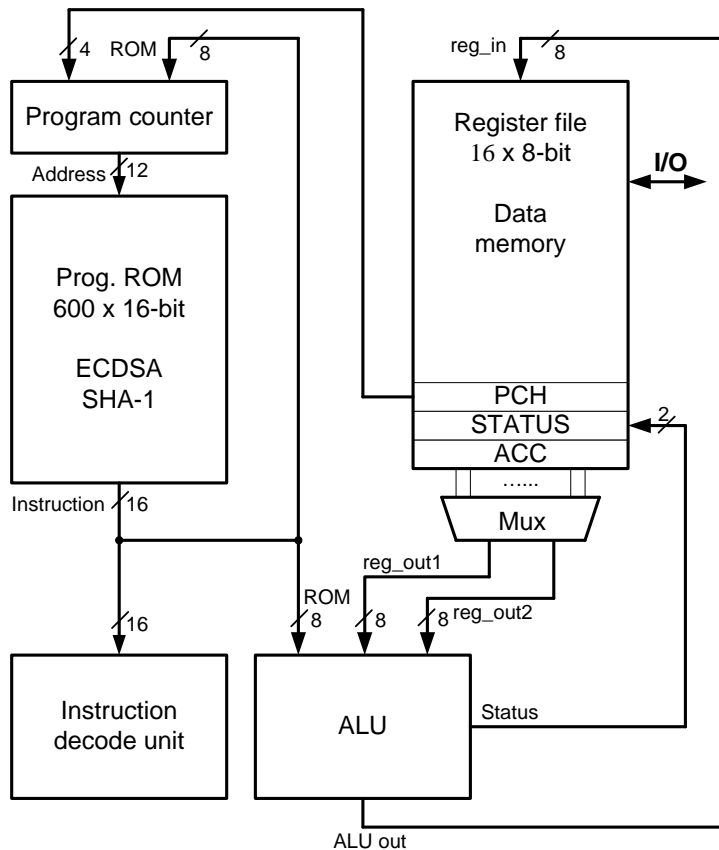 4
ROM
8
reg_in
8
Program counter
Address
12
Prog. ROM
600 x 16-bit
ECDSA
SHA-1
Instruction
16
Register file
16 x 8-bit
Data
memory
I/O
PCH
STATUS
ACC
2
…...
Mux
reg_out1
reg_out2
16
ROM
8
8
8
Instruction
decode unit
ALU
Status
ALU out